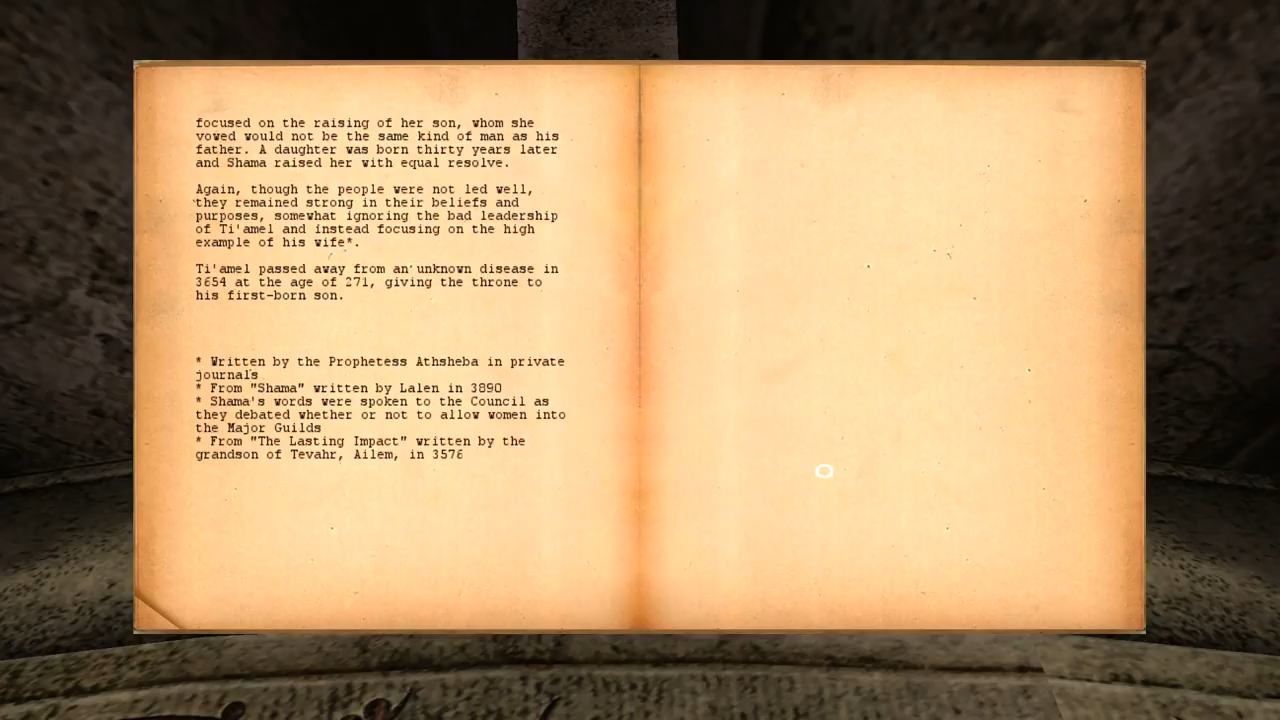 focused on the raising of her son, whom she
vowed would not be the same kind of man as his
father. A daughter was born thirty years later
and Shama raised her with equal resolve.
Again, though the people were not led well,
they remained strong in their beliefs and
purposes, somewhat ignoring the bad leadership
of Ti'amel and instead focusing on the high
example of his wife*.
Ti'amel passed away from an unknown disease in
3654 at the age of 271, giving the throne to
his first-born son.
* Written by the Prophetess Athsheba in private
journals
* From "Shama" written by Lalen in 3890
* Shama's words were spoken to the Council as
they debated whether or not to allow women into
the Major Guilds
* From "The Lasting Impact" written by the
grandson of Tevahr, Ailem, in 3576